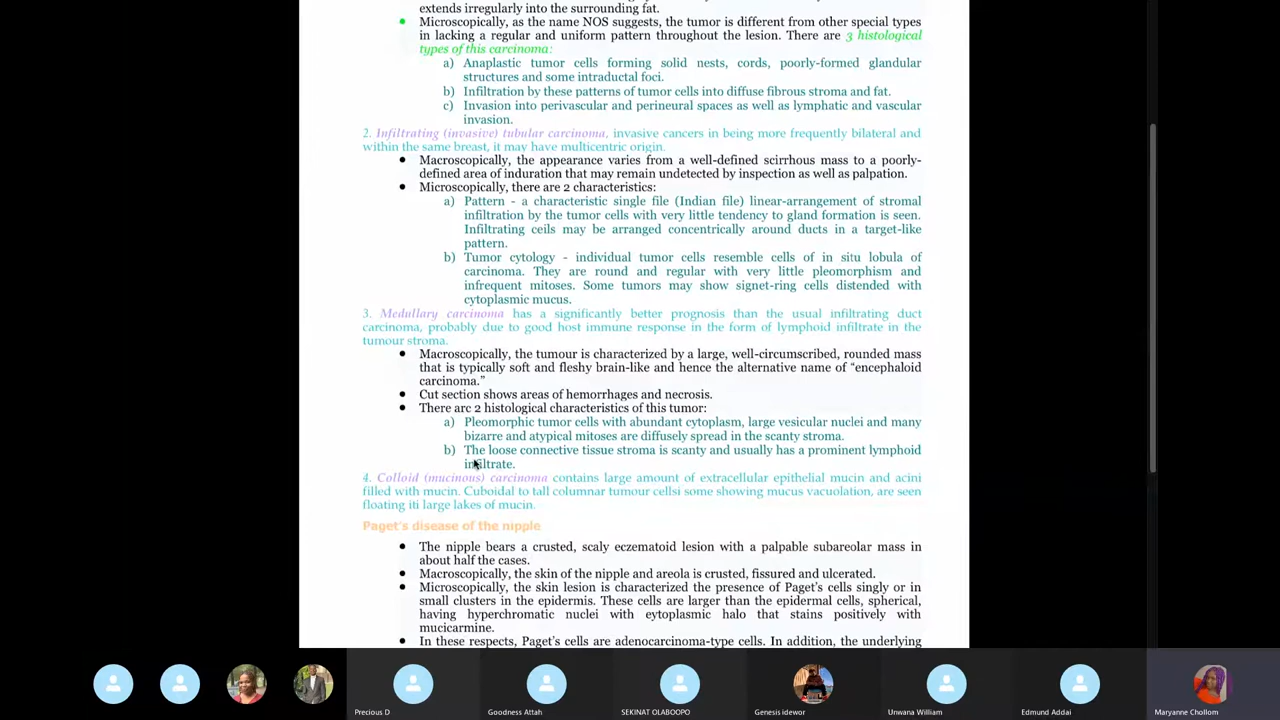 extends irregularly into the surrounding fat.
Microscopically, as the name NOS suggests, the tumor is different from other special types
in lacking a regular and uniform pattern throughout the lesion. There are 3 histological
types of this carcinoma:
a) Anaplastic tumor cells forming solid nests, cords, poorly-formed glandular
structures and some intraductal foci.
b) Infiltration by these patterns of tumor cells into diffuse fibrous stroma and fat.
c) Invasion into perivascular and perineural spaces as well as lymphatic and vascular
invasion.
2. Infiltrating (invasive) tubular carcinoma, invasive cancers in being more frequently bilateral and
within the same breast, it may have multicentric origin.
Macroscopically, the appearance varies from a well-defined scirrhous mass to a poorly-
defined area of induration that may remain undetected by inspection as well as palpation.
Microscopically, there are 2 characteristics:
a) Pattern - a characteristic single file (Indian file) linear-arrangement of stromal
infiltration by the tumor cells with very little tendency to gland formation is seen.
Infiltrating ceils may be arranged concentrically around ducts in a target-like
pattern.
b) Tumor cytology - individual tumor cells resemble cells of in situ lobula of
carcinoma. They are round and regular with very little pleomorphism and
infrequent mitoses. Some tumors may show signet-ring cells distended with
cytoplasmic mucus.
3. Medullary carcinoma has a significantly better prognosis than the usual infiltrating duct
carcinoma, probably due to good host immune response in the form of lymphoid infiltrate in the
tumour stroma.
Macroscopically, the tumour is characterized by a large, well-circumscribed, rounded mass
that is typically soft and fleshy brain-like and hence the alternative name of “encephaloid
carcinoma.”
Cut section shows areas of hemorrhages and necrosis.
There are 2 histological characteristics of this tumor:
a) Pleomorphic tumor cells with abundant cytoplasm, large vesicular nuclei and many
bizarre and atypical mitoses are diffusely spread in the scanty stroma.
b) The loose connective tissue stroma is scanty and usually has a prominent lymphoid
infiltrate.
4. Colloid (mucinous) carcinoma contains large amount of extracellular epithelial mucin and acini
filled with mucin. Cuboidal to tall columnar tumour cellsi some showing mucus vacuolation, are seen
floating iti large lakes of mucin.
Paget's disease of the nipple
The nipple bears a crusted, scaly eczematoid lesion with a palpable subareolar mass in
about half the cases.
Macroscopically, the skin of the nipple and areola is crusted, fissured and ulcerated.
Microscopically, the skin lesion is characterized the presence of Paget's cells singly or in
small clusters in the epidermis. These cells are larger than the epidermal cells, spherical,
having hyperchromatic nuclei with eytoplasmic halo that stains positively with
mucicarmine.
In these respects, Paget's cells are adenocarcinoma-type cells. In addition, the underlying
Precious D
Goodness Attah
SEKINAT OLABOOPO
Genesis idewor
Unwana William
Edmund Addai
Maryanne Chollom